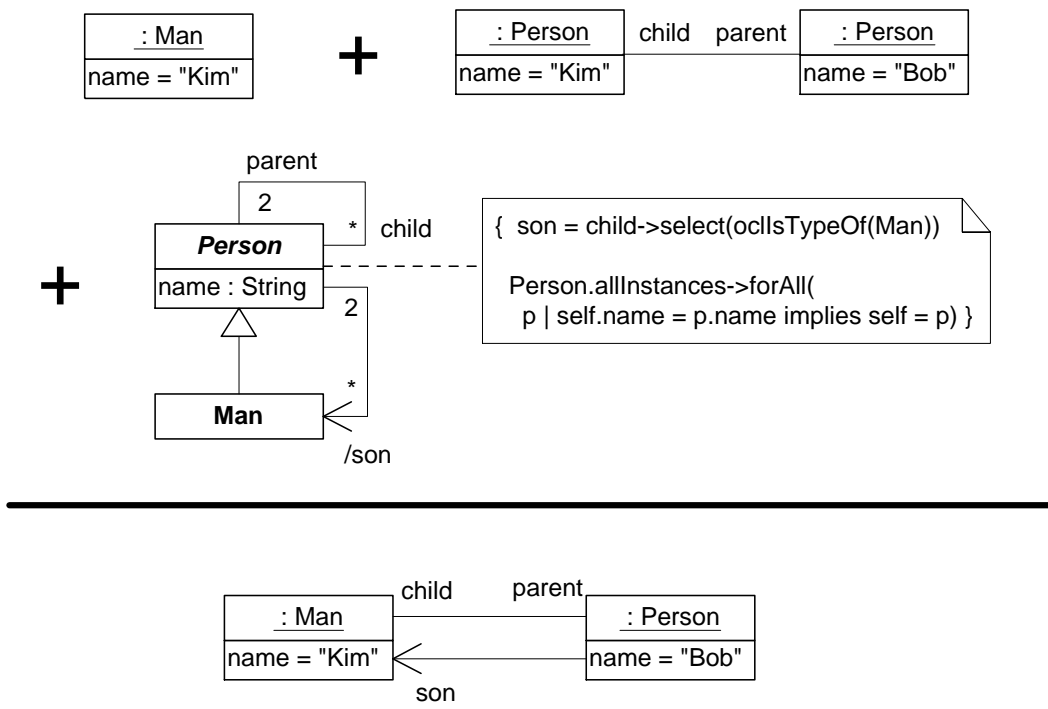 : Man
name = "Kim"
+
: Person
name = "Kim"
child parent
: Person
name = "Bob"
+
parent
2
* child
Person
name : String
2
*
Man
/son
{ son = child->select(oclIsTypeOf(Man))
Person.allInstances->forAll(
p | self.name = p.name implies self = p) }
child parent
: Man
name = "Kim"
: Person
name = "Bob"
son